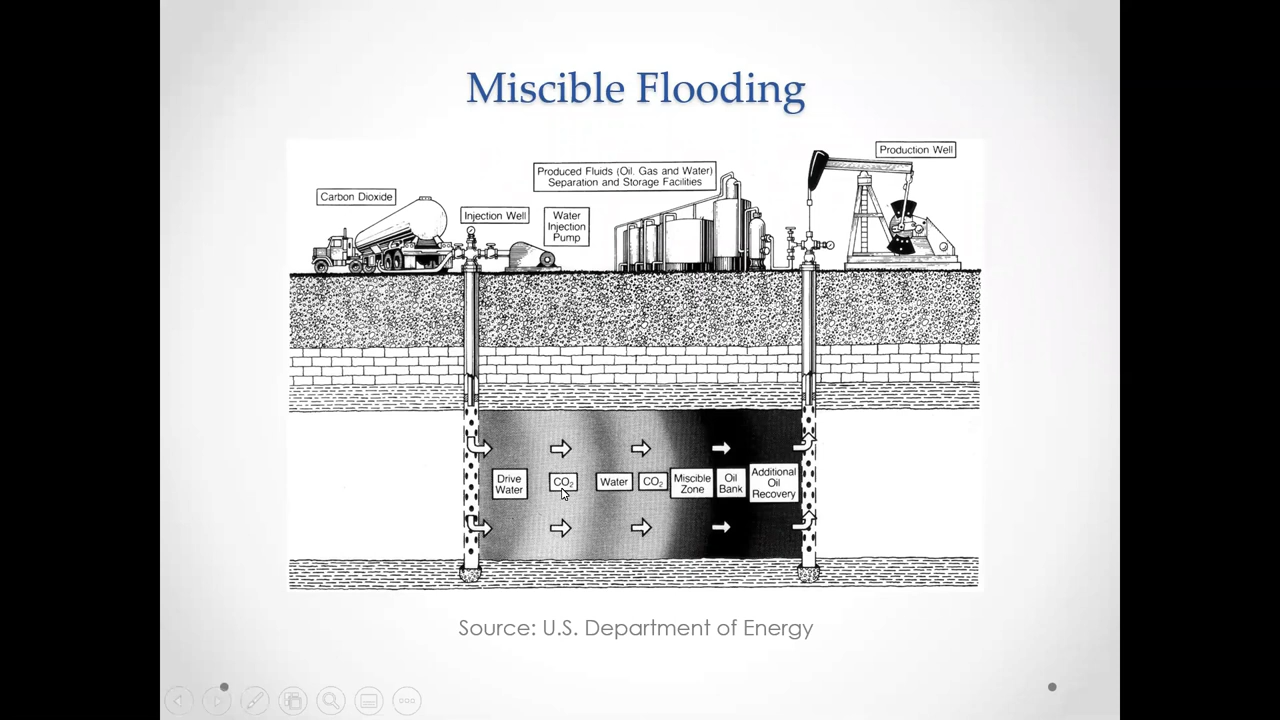 Miscible Flooding
Production Well
Produced Fluids (Oil, Gas and Water)
Separation and Storage Facilities
Carbon Dioxide
Injection Well
Water
Injection
Pump
Drive
Water
CO₂
Water
CO₂
Miscible
Zone
Oil
Bank
Additional
Oil
Recovery
Source: U.S. Department of Energy